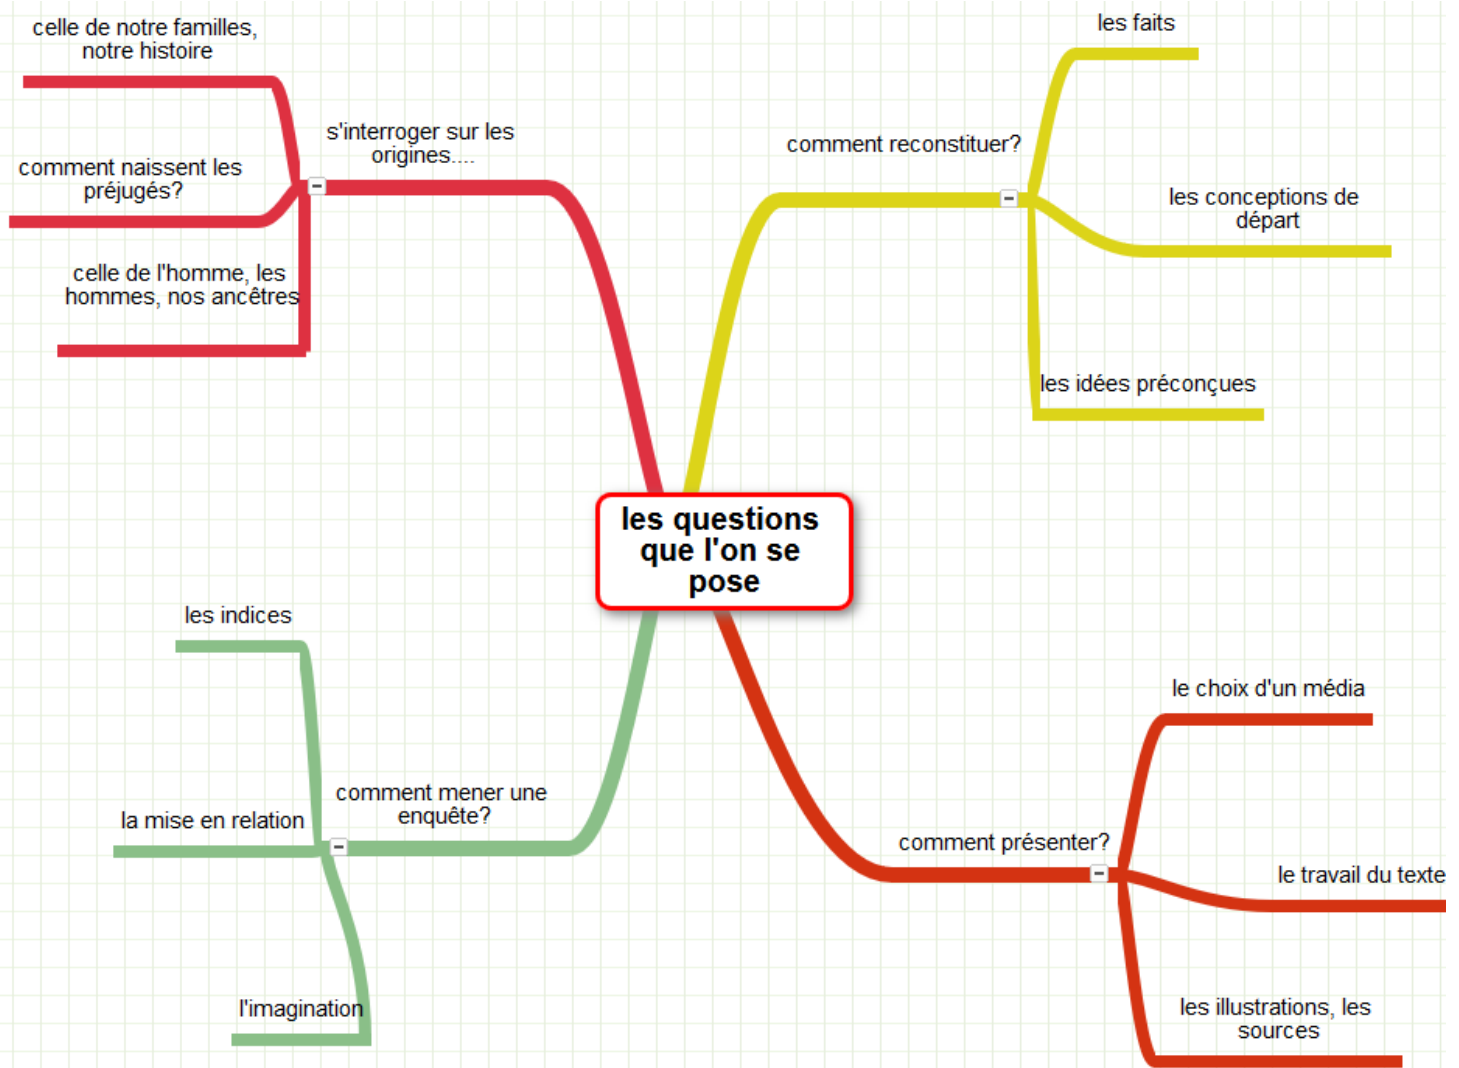 celle de notre familles,
notre histoire
comment naissent les
préjugés?
celle de l'homme, les
hommes, nos ancêtres
s'interroger sur les
origines....
comment reconstituer?
les faits
les conceptions de
départ
les idées préconçues
les questions
que l'on se
pose
les indices
la mise en relation
l'imagination
comment mener une
enquête?
comment présenter?
le choix d'un média
le travail du texte
les illustrations, les
sources